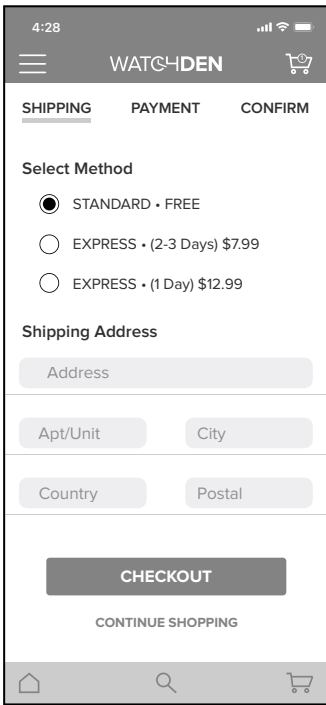 4:28
WATCHDEN
1
SHIPPING PAYMENT CONFIRM
Select Method
STANDARD • FREE
EXPRESS • (2-3 Days) $7.99
EXPRESS • (1 Day) $12.99
Shipping Address
Address
Apt/Unit City
Country Postal
CHECKOUT
CONTINUE SHOPPING